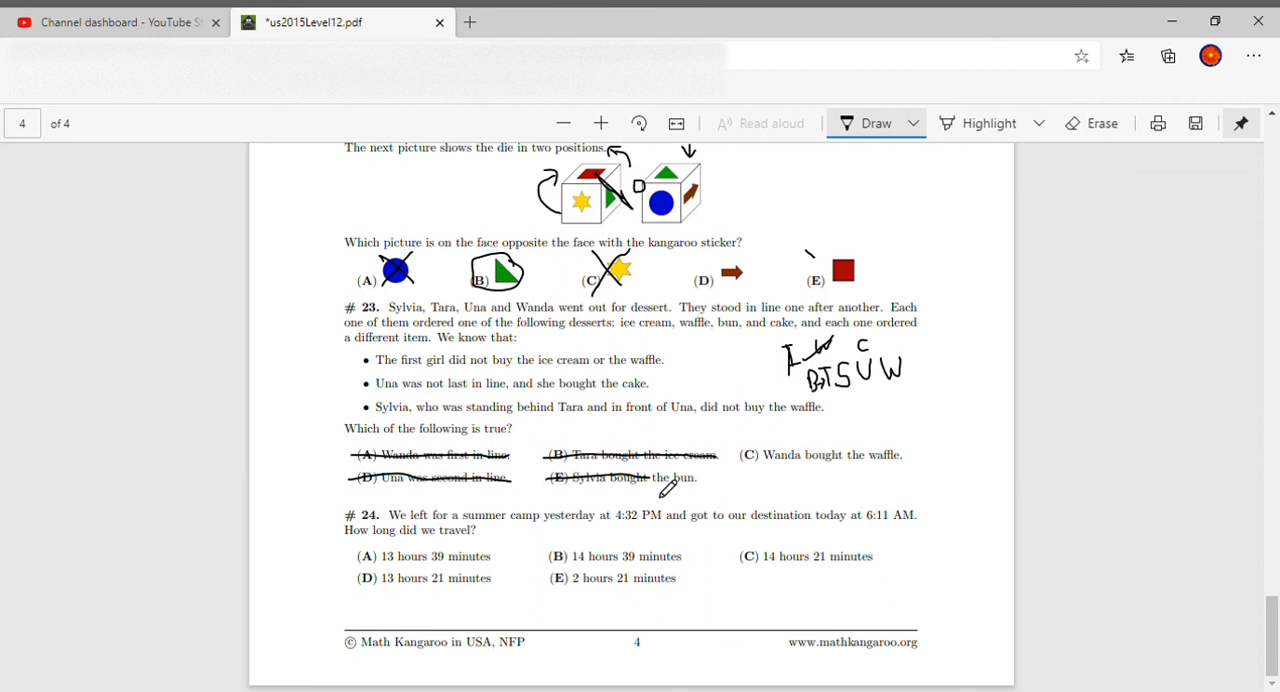 Channel dashboard - YouTube S
*us2015Level12.pdf
4 of 4
Read aloud
Draw
Highlight
Erase
The next picture shows the die in two positions.
Which picture is on the face opposite the face with the kangaroo sticker?
(A) (B) (C) (D) (E)
# 23. Sylvia, Tara, Una and Wanda went out for dessert. They stood in line one after another. Each
one of them ordered one of the following desserts: ice cream, waffle, bun, and cake, and each one ordered
a different item. We know that:
• The first girl did not buy the ice cream or the waffle.
I W C
• Una was not last in line, and she bought the cake.
B T S U W
• Sylvia, who was standing behind Tara and in front of Una, did not buy the waffle.
Which of the following is true?
(A) Wanda was first in line. (B) Tara bought the ice cream. (C) Wanda bought the waffle.
(D) Una was second in line. (E) Sylvia bought the bun.
# 24. We left for a summer camp yesterday at 4:32 PM and got to our destination today at 6:11 AM.
How long did we travel?
(A) 13 hours 39 minutes (B) 14 hours 39 minutes (C) 14 hours 21 minutes
(D) 13 hours 21 minutes (E) 2 hours 21 minutes
© Math Kangaroo in USA, NFP 4 www.mathkangaroo.org